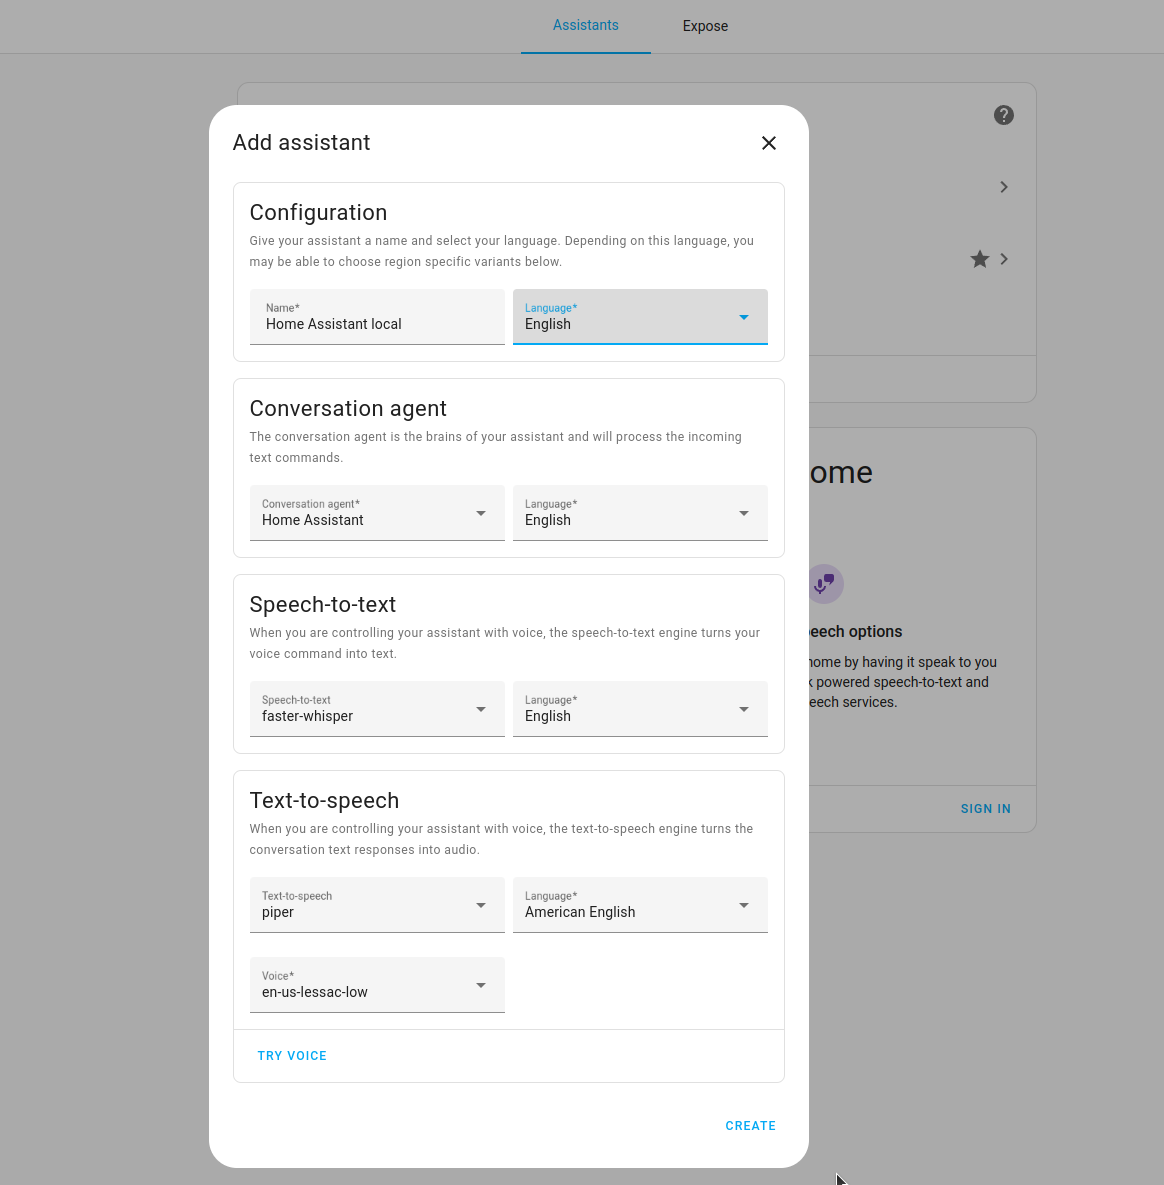 Assistants
Expose
Add assistant
Configuration
Give your assistant a name and select your language. Depending on this language, you
may be able to choose region specific variants below.
Name*
Home Assistant local
Language*
English
Conversation agent
The conversation agent is the brains of your assistant and will process the incoming
text commands.
Conversation agent*
Home Assistant
Language*
English
Speech-to-text
When you are controlling your assistant with voice, the speech-to-text engine turns your
voice command into text.
Speech-to-text
faster-whisper
Language*
English
Text-to-speech
When you are controlling your assistant with voice, the text-to-speech engine turns the
conversation text responses into audio.
Text-to-speech
piper
Language*
American English
Voice*
en-us-lessac-low
TRY VOICE
CREATE
ome
eech options
home by having it speak to you
powered speech-to-text and
eech services.
SIGN IN